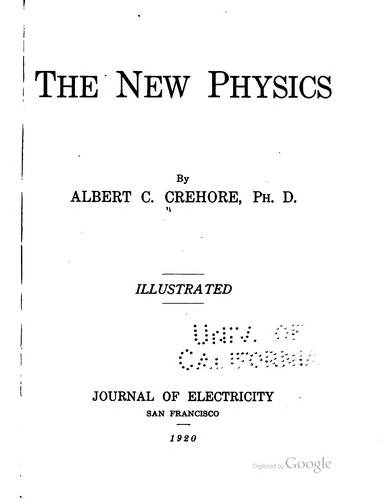 THE NEW PHYSICS
By
ALBERT C. CREHORE, PH. D.
ILLUSTRATED
UNIV. OF
CALIFORNIA
JOURNAL OF ELECTRICITY
SAN FRANCISCO
1920
Digitized by Google